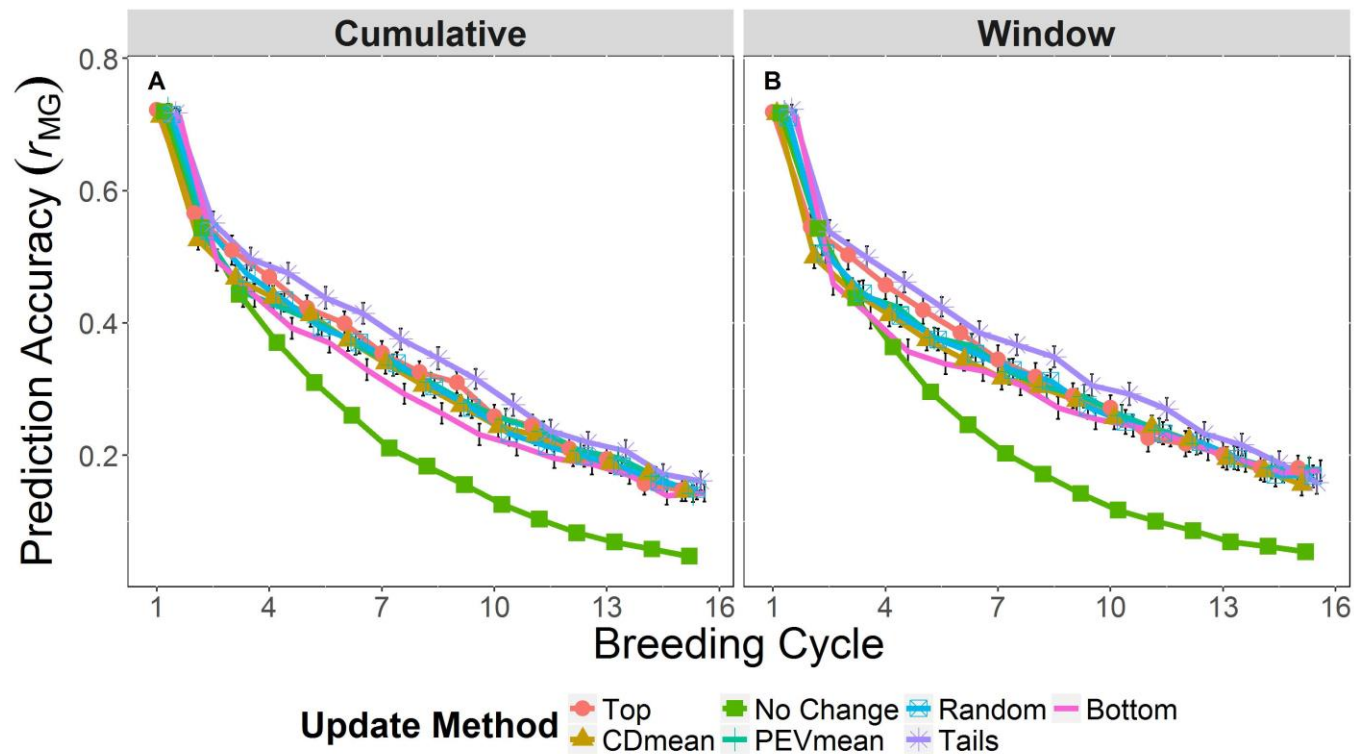 Cumulative Window
A B
Prediction Accuracy (rMG)
0.8
0.6
0.4
0.2
1 4 7 10 13 16 1 4 7 10 13 16
Breeding Cycle
Update Method
Top No Change Random Bottom
CDmean PEVmean Tails